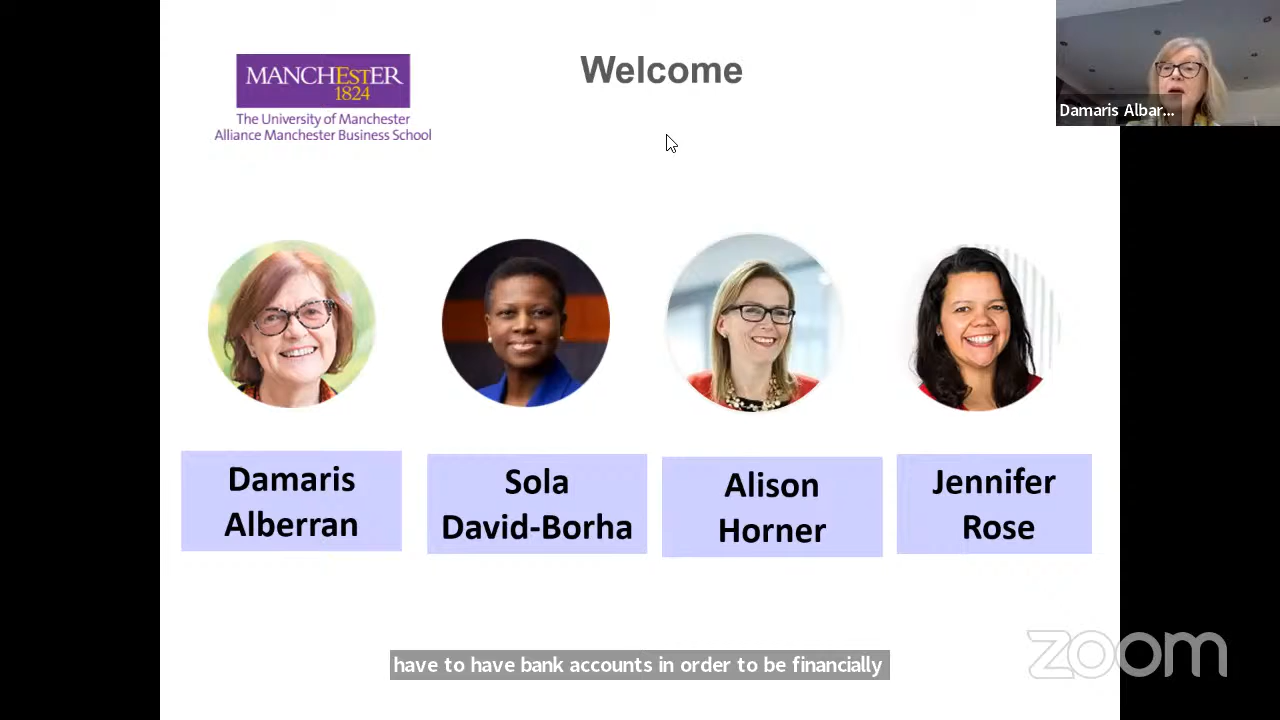 MANCHESTER
1824
The University of Manchester
Alliance Manchester Business School
Welcome
Damaris Albar...
Damaris
Alberran
Sola
David-Borha
Alison
Horner
Jennifer
Rose
have to have bank accounts in order to be financially
zoom